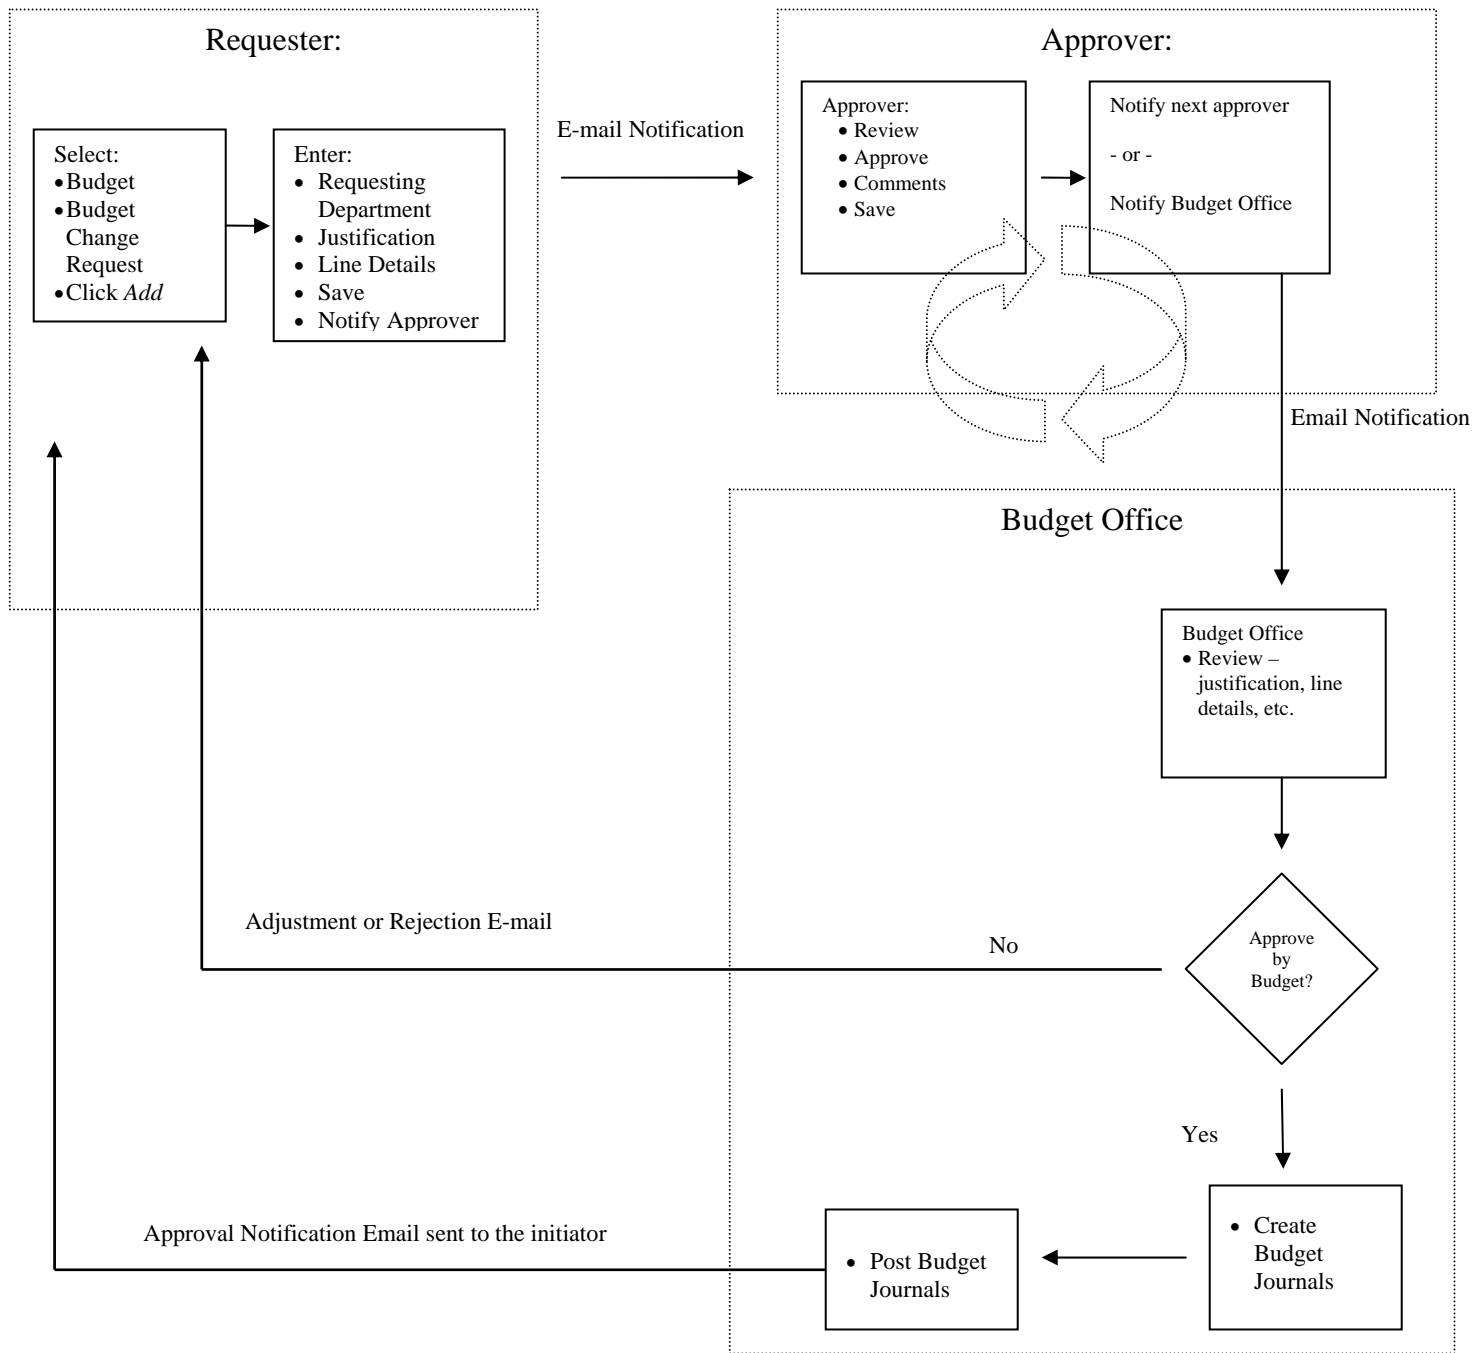 Requester:
Select:
•Budget
•Budget
Change
Request
•Click Add
Enter:
• Requesting
Department
• Justification
• Line Details
• Save
• Notify Approver
E-mail Notification
Approver:
Approver:
• Review
• Approve
• Comments
• Save
Notify next approver
- or -
Notify Budget Office
Email Notification
Budget Office
Budget Office
• Review –
justification, line
details, etc.
Approve
by
Budget?
No
Adjustment or Rejection E-mail
Yes
• Create
Budget
Journals
• Post Budget
Journals
Approval Notification Email sent to the initiator